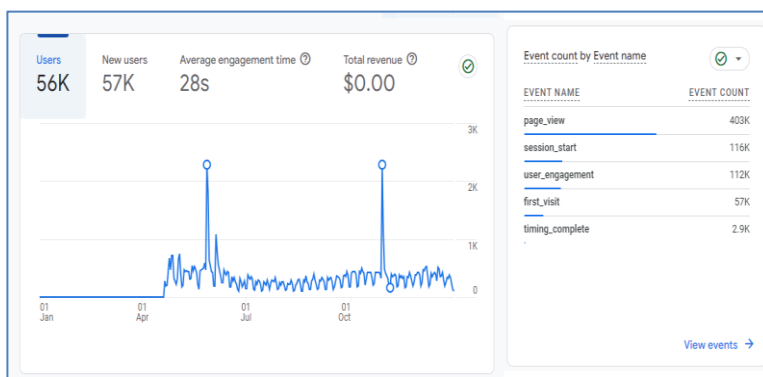 Users
56K
New users
57K
Average engagement time
28s
Total revenue
$0.00
3K
2K
1K
0
01
Jan
01
Apr
01
Jul
01
Oct
Event count by Event name
EVENT NAME EVENT COUNT
page_view 403K
session_start 116K
user_engagement 112K
first_visit 57K
timing_complete 2.9K
View events